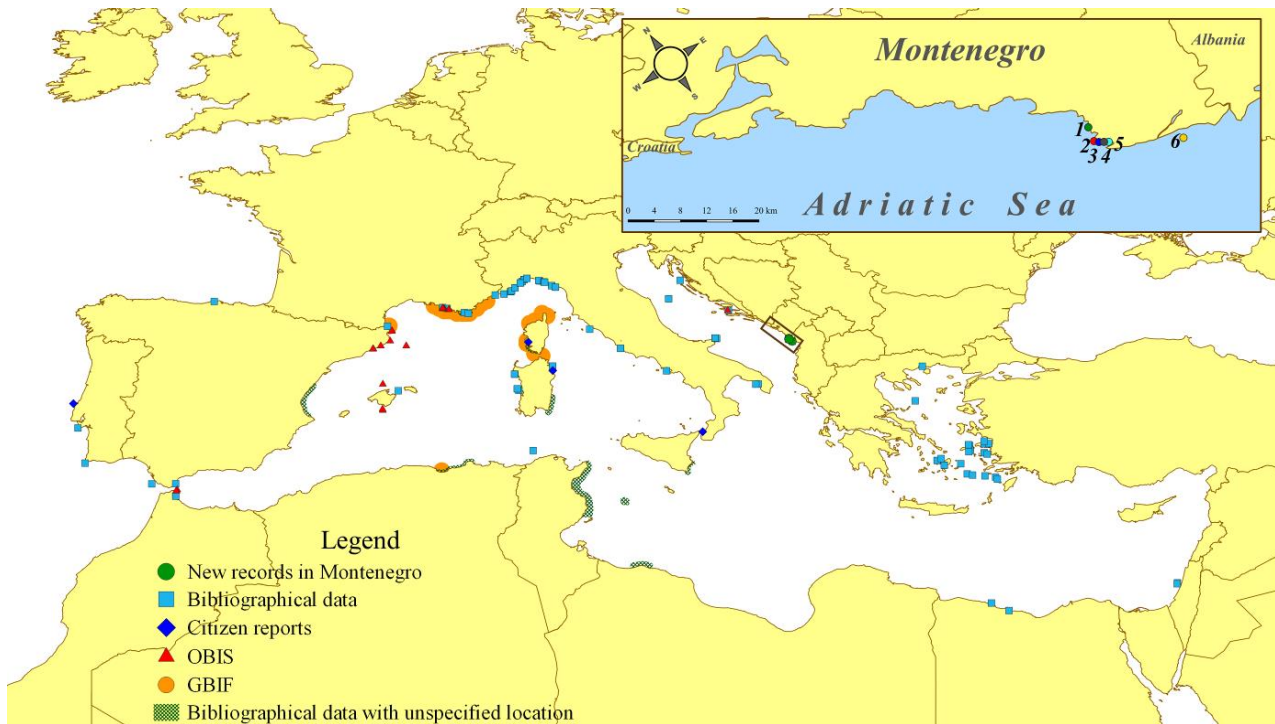 Montenegro
Albania
N
E
W
S
Croatia
1
2
3
4
5
6
0 4 8 12 16 20 km
Adriatic Sea
Legend
New records in Montenegro
Bibliographical data
Citizen reports
OBIS
GBIF
Bibliographical data with unspecified location